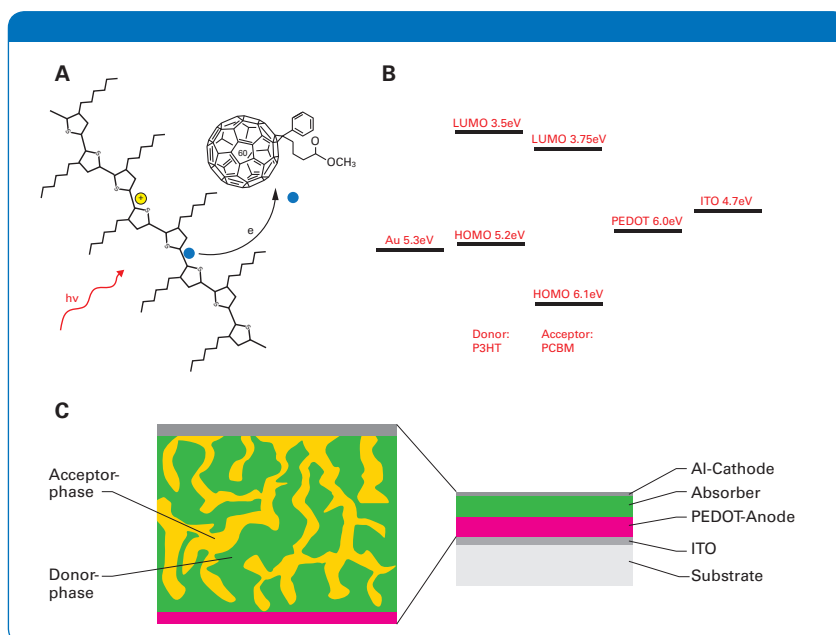 A
B
LUMO 3.5eV
LUMO 3.75eV
60
O
OCH₃
ITO 4.7eV
PEDOT 6.0eV
+
S
S
S
S
S
S
S
S
e
Au 5.3eV
HOMO 5.2eV
hν
HOMO 6.1eV
Donor:
P3HT
Acceptor:
PCBM
C
Acceptor-
phase
Donor-
phase
Al-Cathode
Absorber
PEDOT-Anode
ITO
Substrate